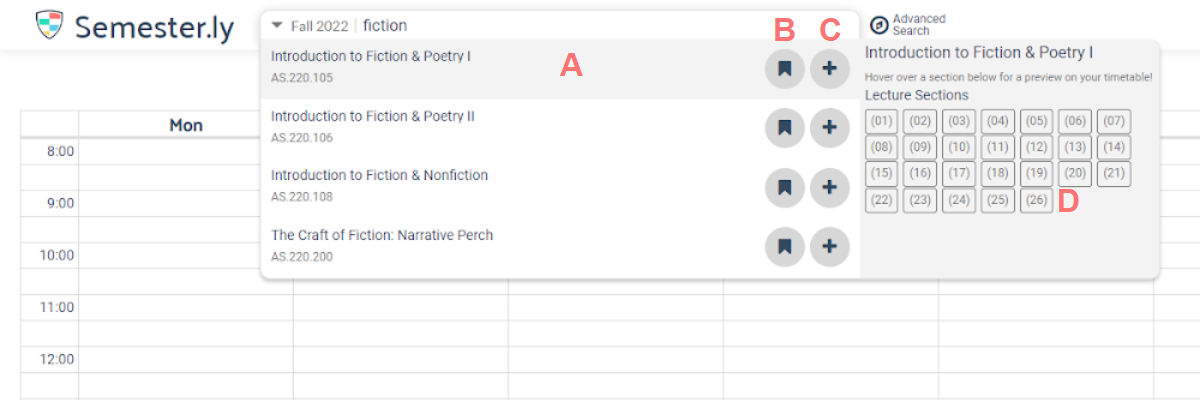 Semester.ly
Fall 2022 fiction
Advanced
Search
Introduction to Fiction & Poetry I
AS.220.105
A
B
C
Introduction to Fiction & Poetry II
AS.220.106
Introduction to Fiction & Nonfiction
AS.220.108
The Craft of Fiction: Narrative Perch
AS.220.200
Introduction to Fiction & Poetry I
Hover over a section below for a preview on your timetable!
Lecture Sections
(01) (02) (03) (04) (05) (06) (07)
(08) (09) (10) (11) (12) (13) (14)
(15) (16) (17) (18) (19) (20) (21)
(22) (23) (24) (25) (26) D
Mon
8:00
9:00
10:00
11:00
12:00